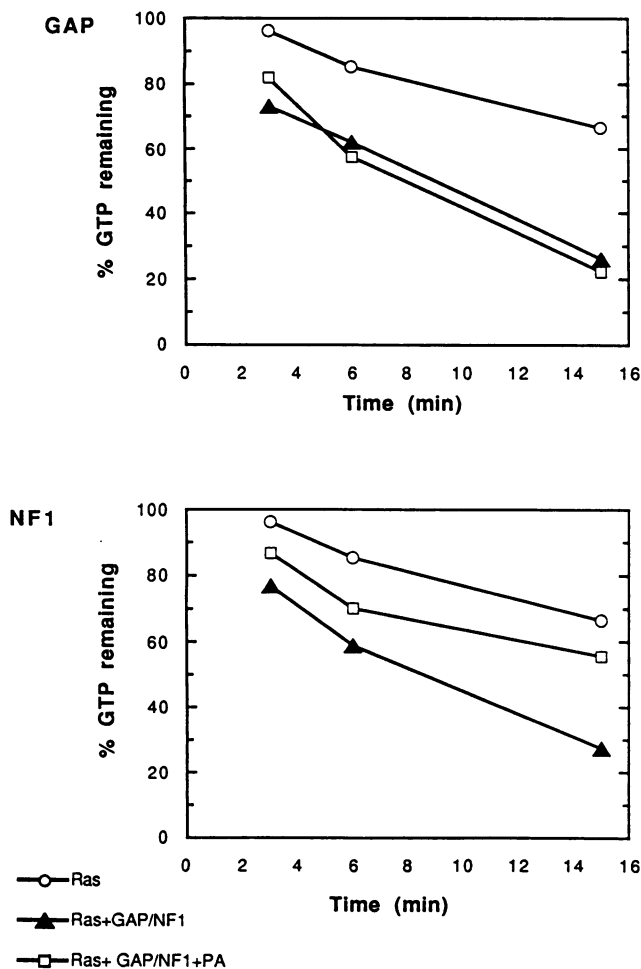 GAP
% GTP remaining
100
80
60
40
20
0
0 2 4 6 8 10 12 14 16
Time (min)
NF1
% GTP remaining
100
80
60
40
20
0
0 2 4 6 8 10 12 14 16
Time (min)
Ras
Ras+GAP/NF1
Ras+ GAP/NF1+PA